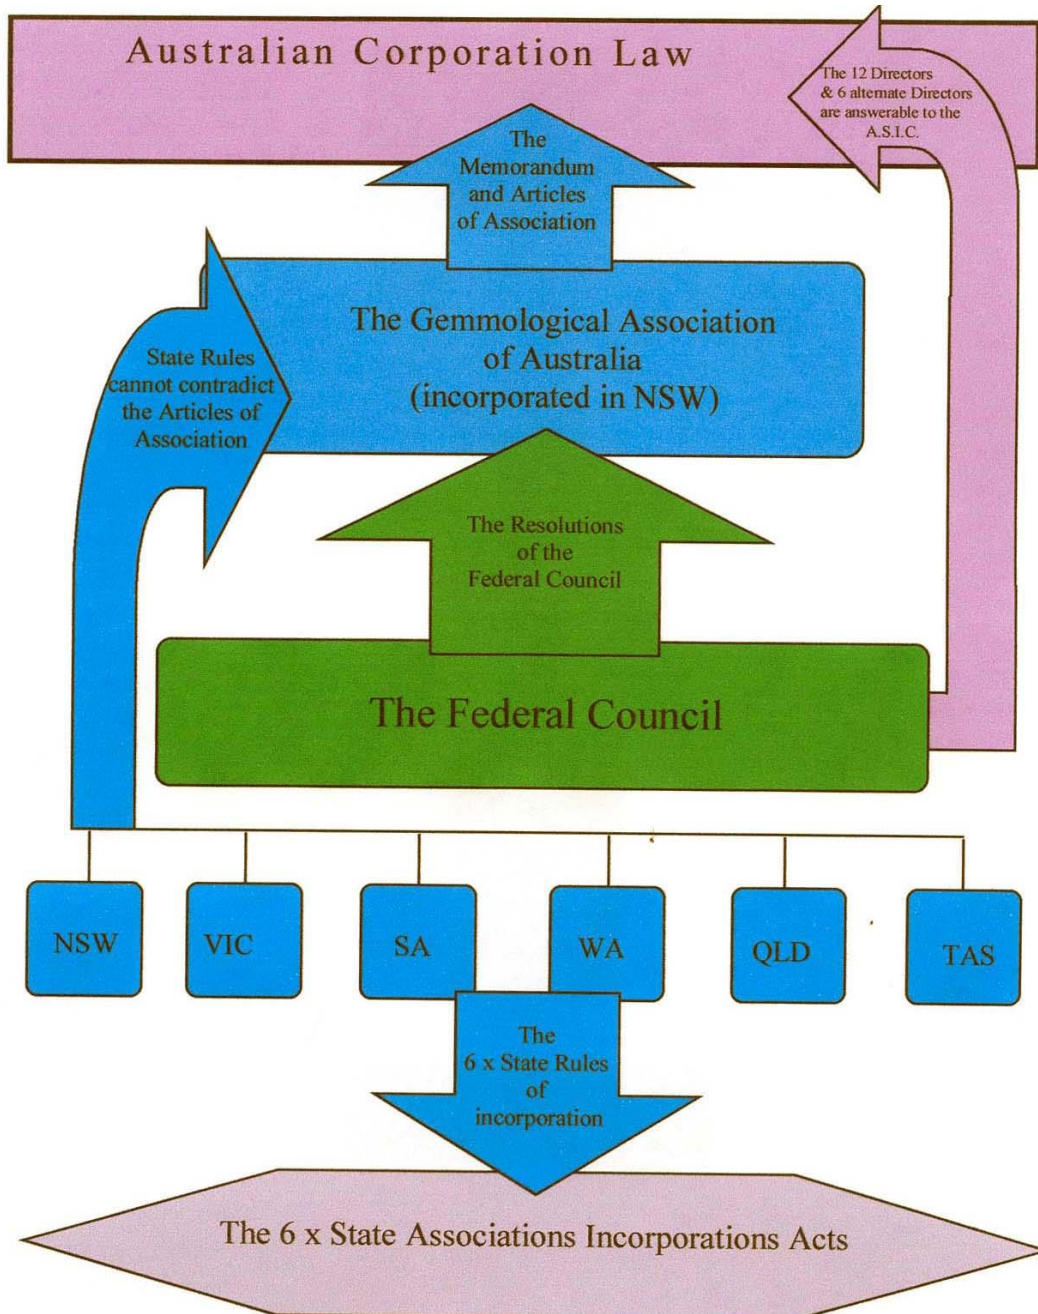 Australian Corporation Law
The 12 Directors
& 6 alternate Directors
are answerable to the
A.S.I.C.
The
Memorandum
and Articles
of Association
The Gemmological Association
of Australia
(incorporated in NSW)
State Rules
cannot contradict
the Articles of
Association
The Resolutions
of the
Federal Council
The Federal Council
NSW
VIC
SA
WA
QLD
TAS
The
6 x State Rules
of
incorporation
The 6 x State Associations Incorporations Acts